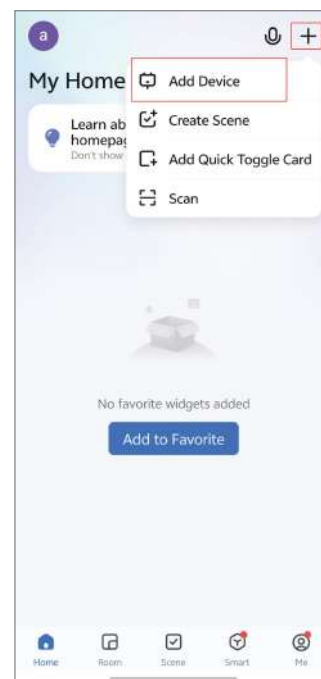 a
My Home
Add Device
Learn ab
homepag
Don't show
Create Scene
Add Quick Toggle Card
Scan
No favorite widgets added
Add to Favorite
Home Room Scene Smart Me